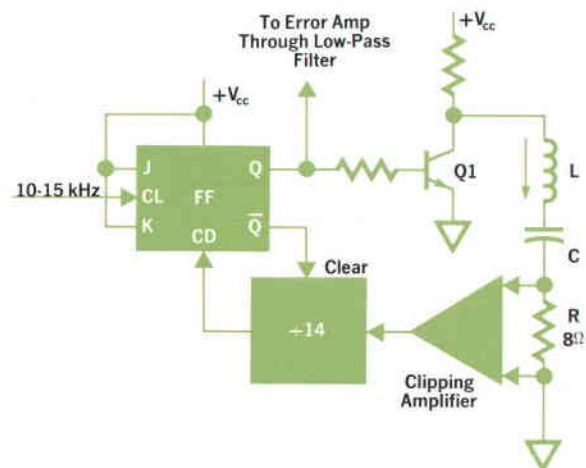 To Error Amp
Through Low-Pass
Filter
+Vcc
+Vcc
J
Q
10-15 kHz
CL
FF
K
Q̅
CD
Q1
L
C
Clear
÷14
R
8Ω
Clipping
Amplifier